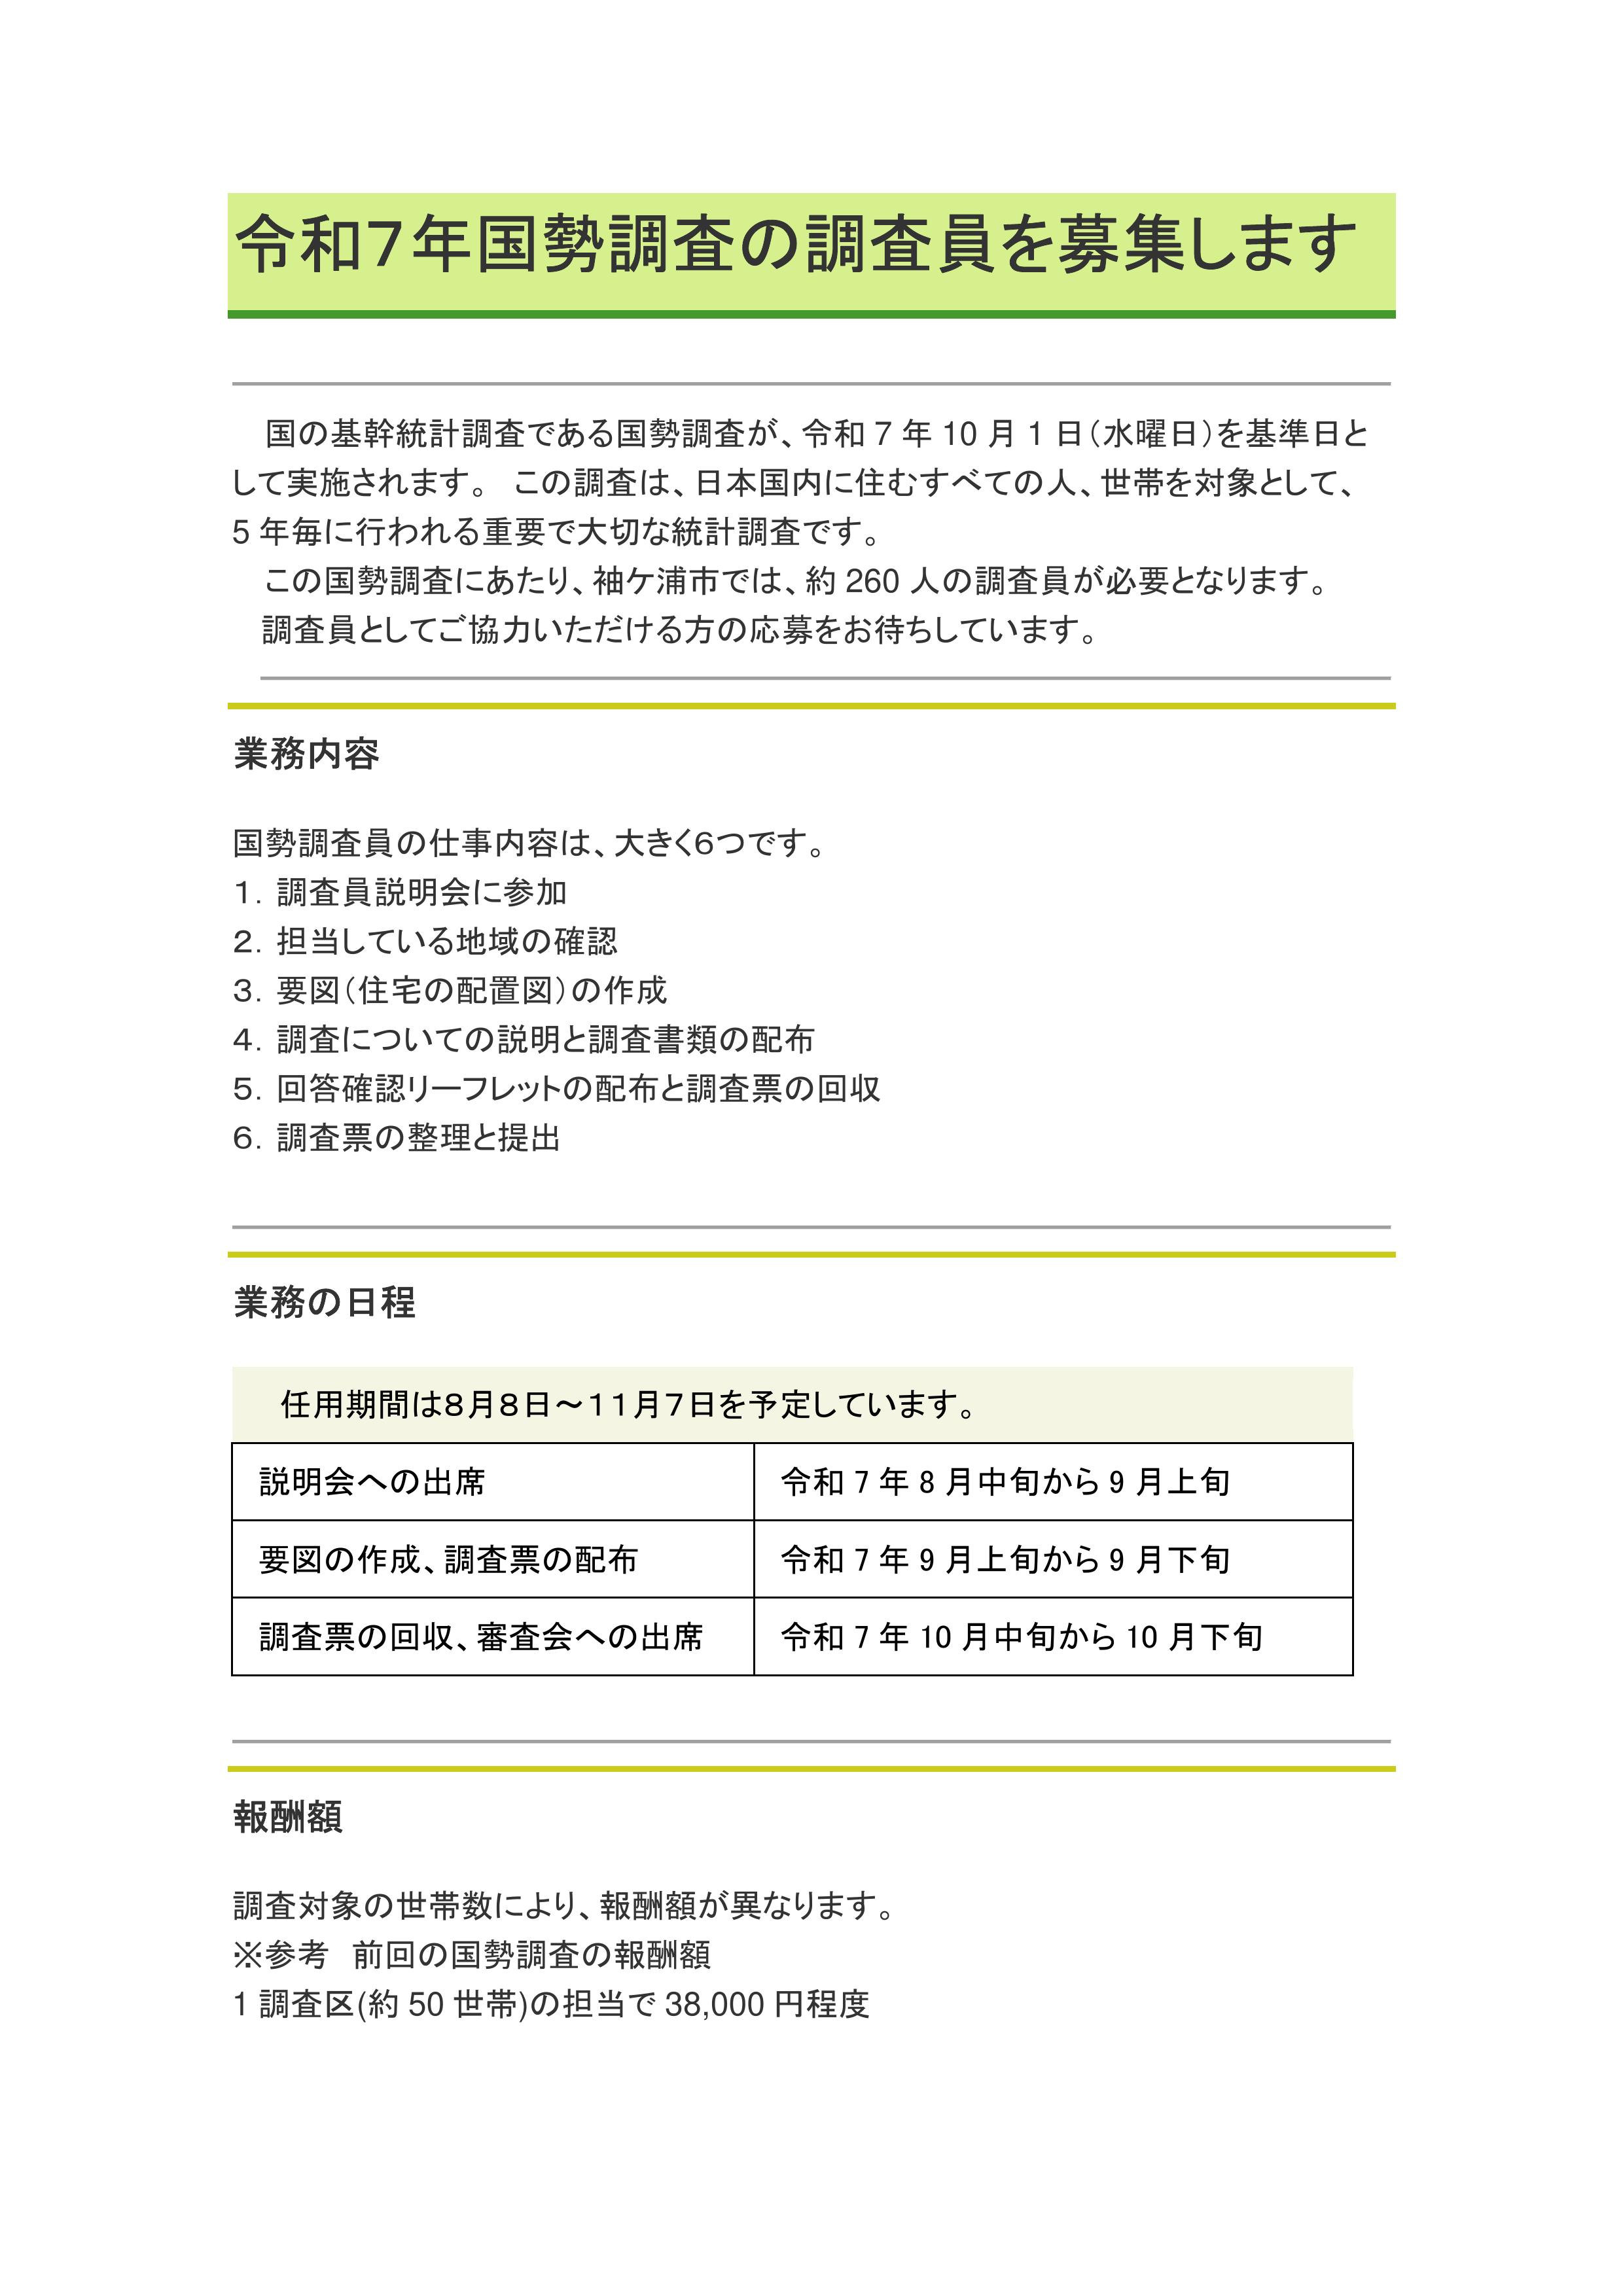 令和７年国勢調査の調査員を募集します
国の基幹統計調査である国勢調査が、令和 7 年 10 月 1 日（水曜日）を基準日と
して実施されます。　この調査は、日本国内に住むすべての人、世帯を対象として、
5 年毎に行われる重要で大切な統計調査です。
この国勢調査にあたり、袖ケ浦市では、約 260 人の調査員が必要となります。
調査員としてご協力いただける方の応募をお待ちしています。
業務内容
国勢調査員の仕事内容は、大きく６つです。
１．調査員説明会に参加
２．担当している地域の確認
３．要図（住宅の配置図）の作成
４．調査についての説明と調査書類の配布
５．回答確認リーフレットの配布と調査票の回収
６．調査票の整理と提出
業務の日程
任用期間は８月８日～１１月７日を予定しています。
説明会への出席　令和 7 年 8 月中旬から 9 月上旬
要図の作成、調査票の配布　令和 7 年 9 月上旬から 9 月下旬
調査票の回収、審査会への出席　令和 7 年 10 月中旬から 10 月下旬
報酬額
調査対象の世帯数により、報酬額が異なります。
※参考　前回の国勢調査の報酬額
1 調査区(約 50 世帯)の担当で 38,000 円程度